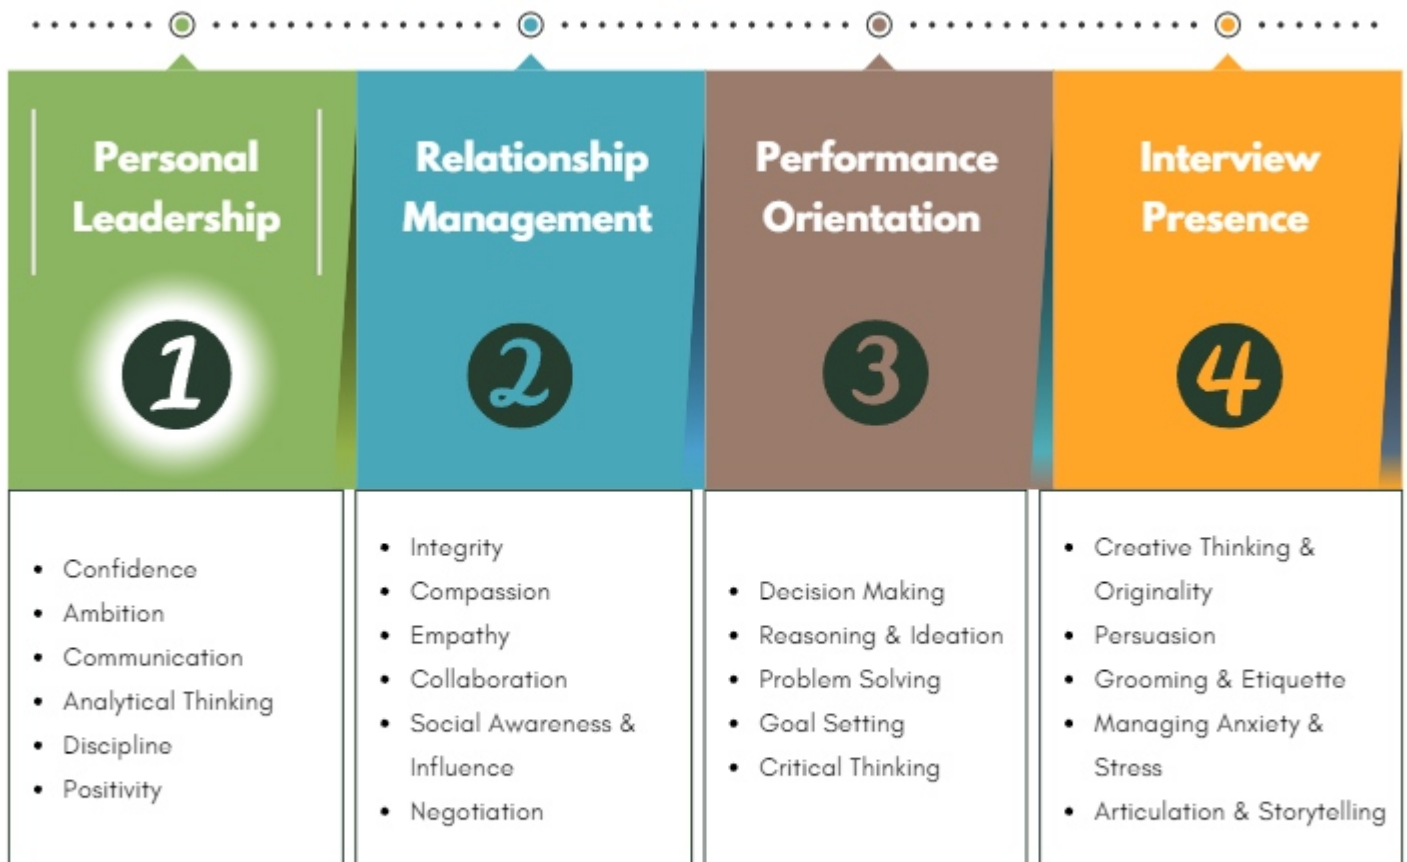 Personal
Leadership
1
Relationship
Management
2
Performance
Orientation
3
Interview
Presence
4
• Confidence
• Ambition
• Communication
• Analytical Thinking
• Discipline
• Positivity
• Integrity
• Compassion
• Empathy
• Collaboration
• Social Awareness &
Influence
• Negotiation
• Decision Making
• Reasoning & Ideation
• Problem Solving
• Goal Setting
• Critical Thinking
• Creative Thinking &
Originality
• Persuasion
• Grooming & Etiquette
• Managing Anxiety &
Stress
• Articulation & Storytelling